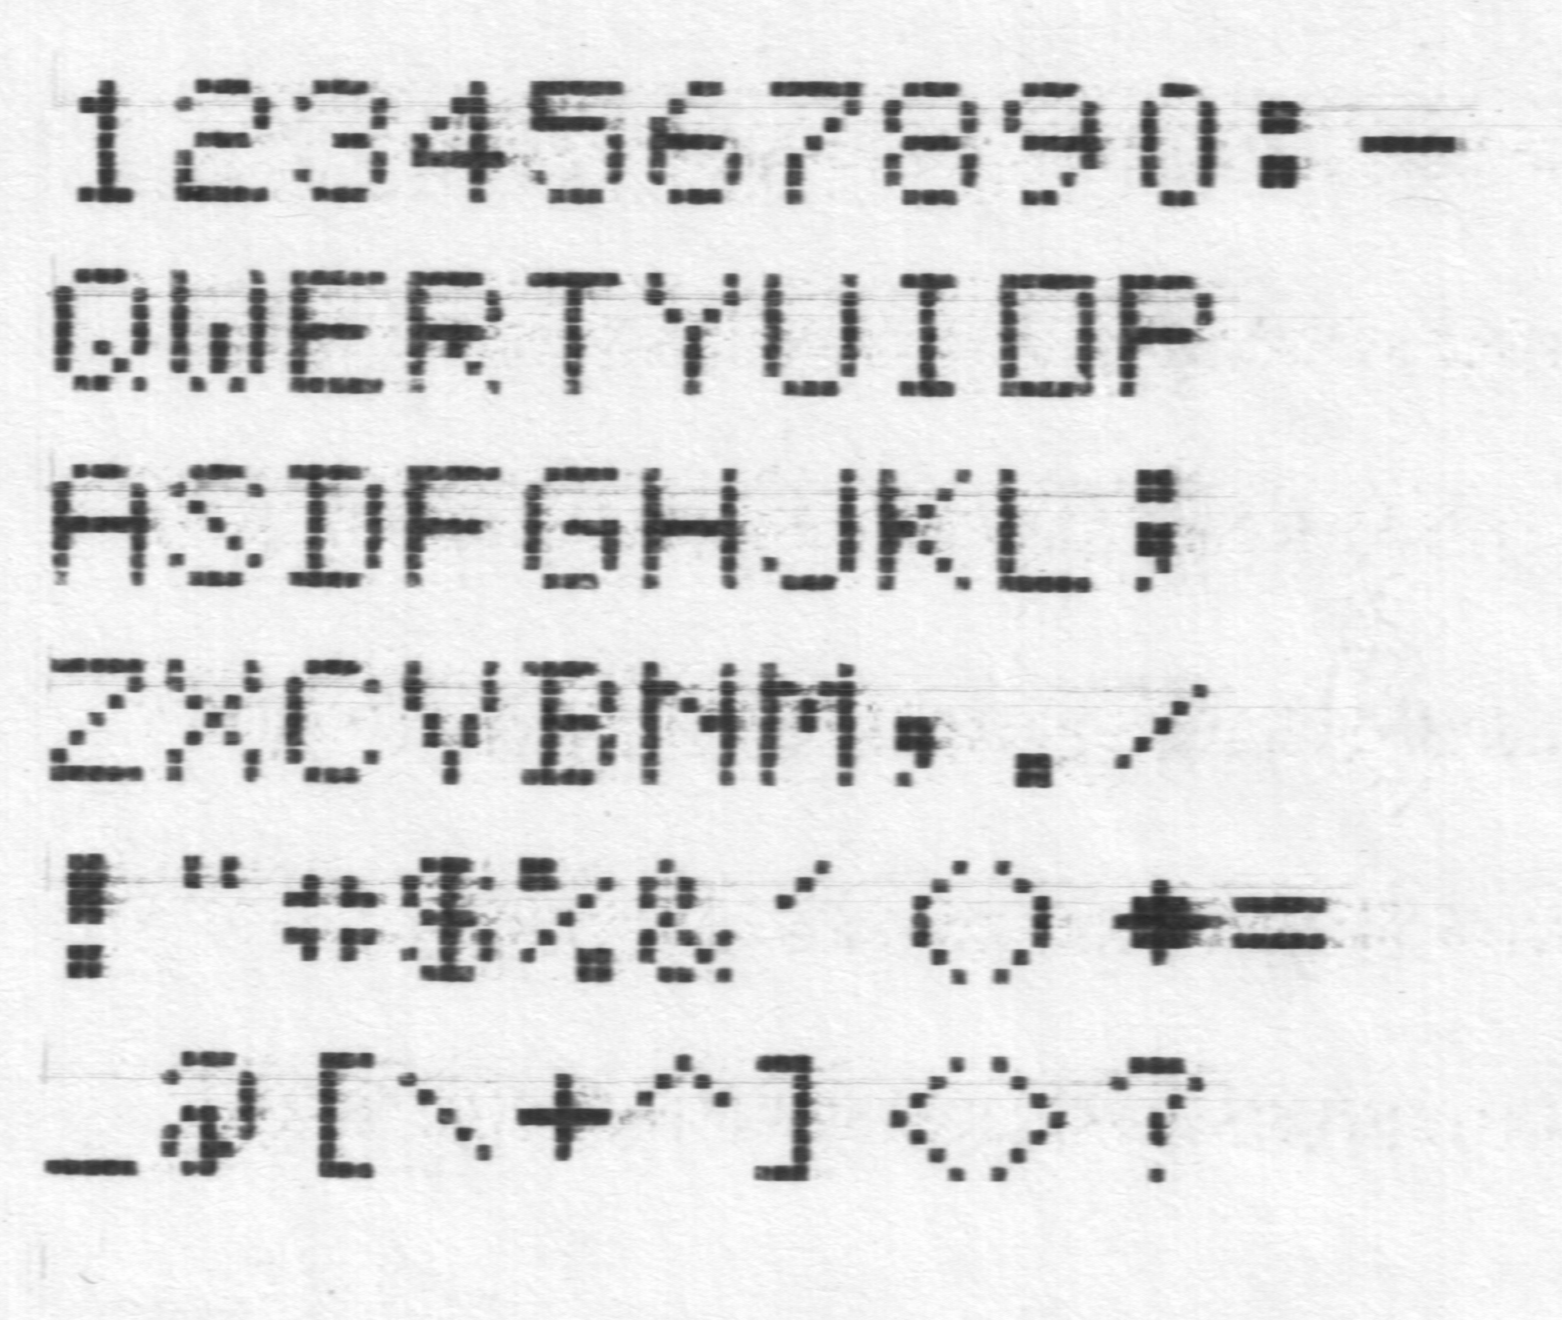 1234567890:-
QWERTYUIOP
ASDFGHJKL;
ZXCVBNM,./
!"#$%&' ()*=
_@[\+^]<>?